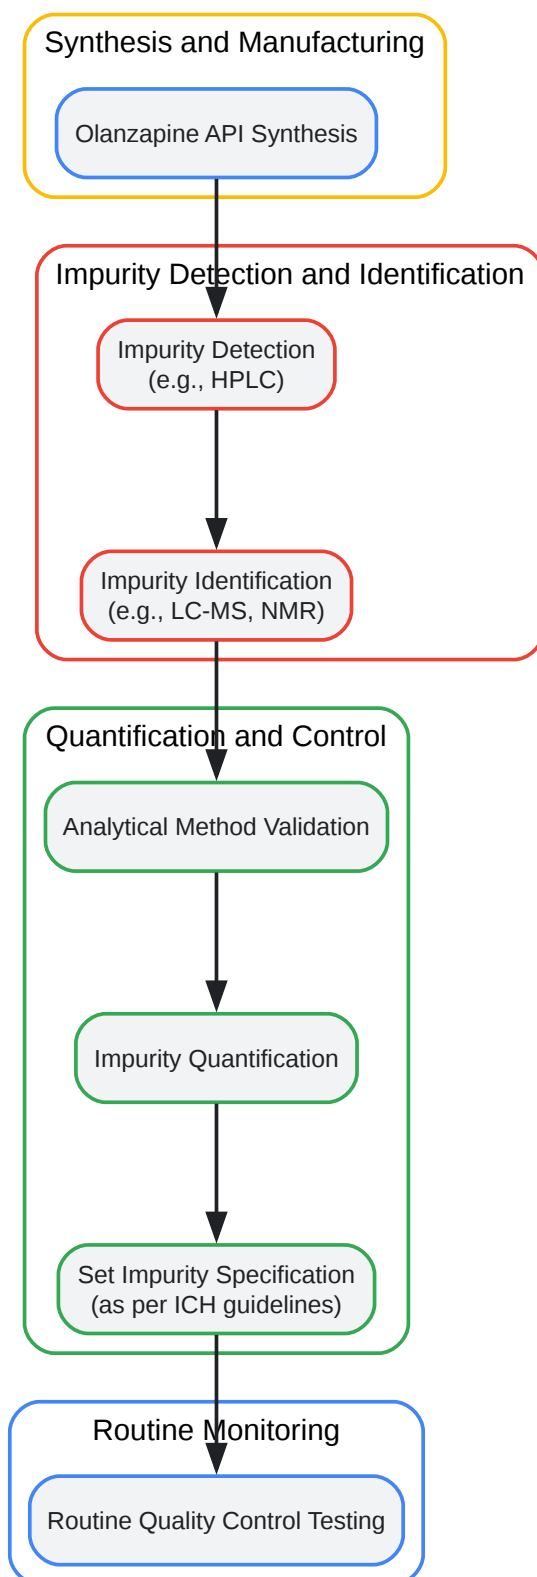 Synthesis and Manufacturing
Olanzapine API Synthesis
Impurity Detection and Identification
Impurity Detection
(e.g., HPLC)
Impurity Identification
(e.g., LC-MS, NMR)
Quantification and Control
Analytical Method Validation
Impurity Quantification
Set Impurity Specification
(as per ICH guidelines)
Routine Monitoring
Routine Quality Control Testing